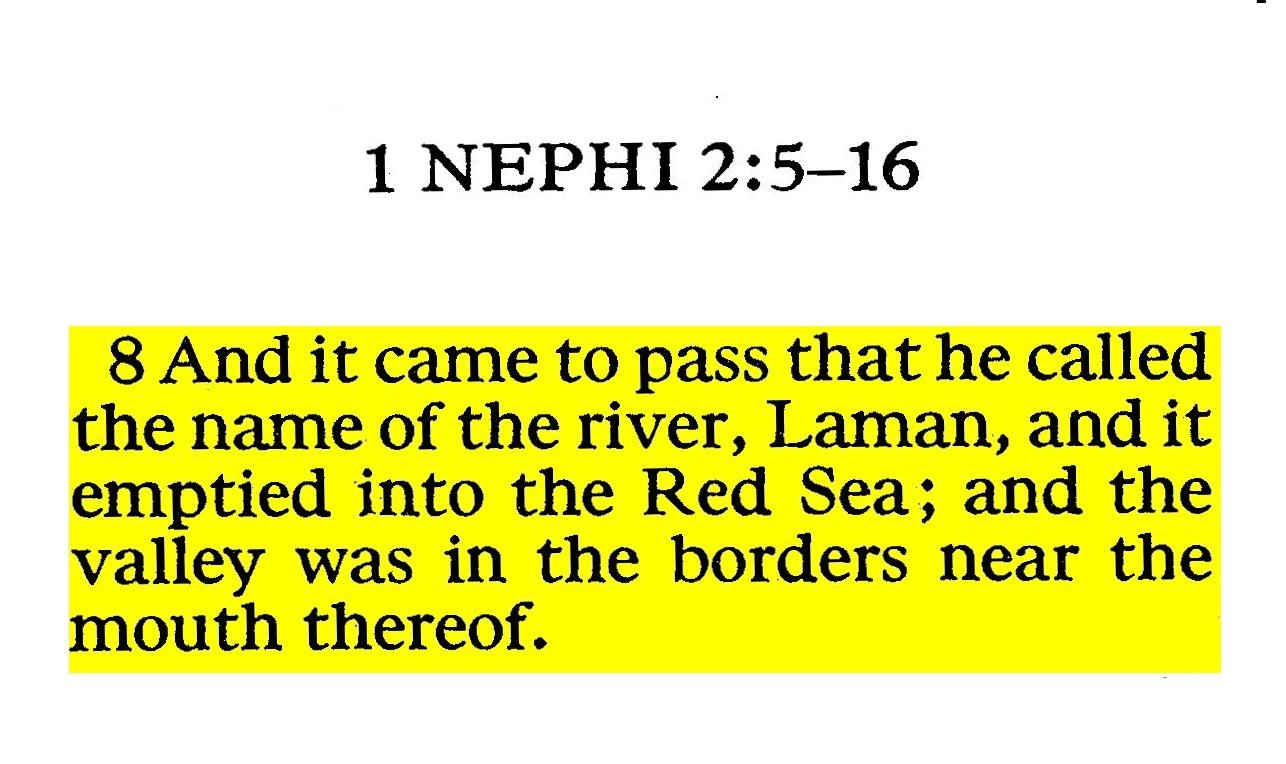 1 NEPHI 2:5–16
8 And it came to pass that he called
the name of the river, Laman, and it
emptied into the Red Sea; and the
valley was in the borders near the
mouth thereof.